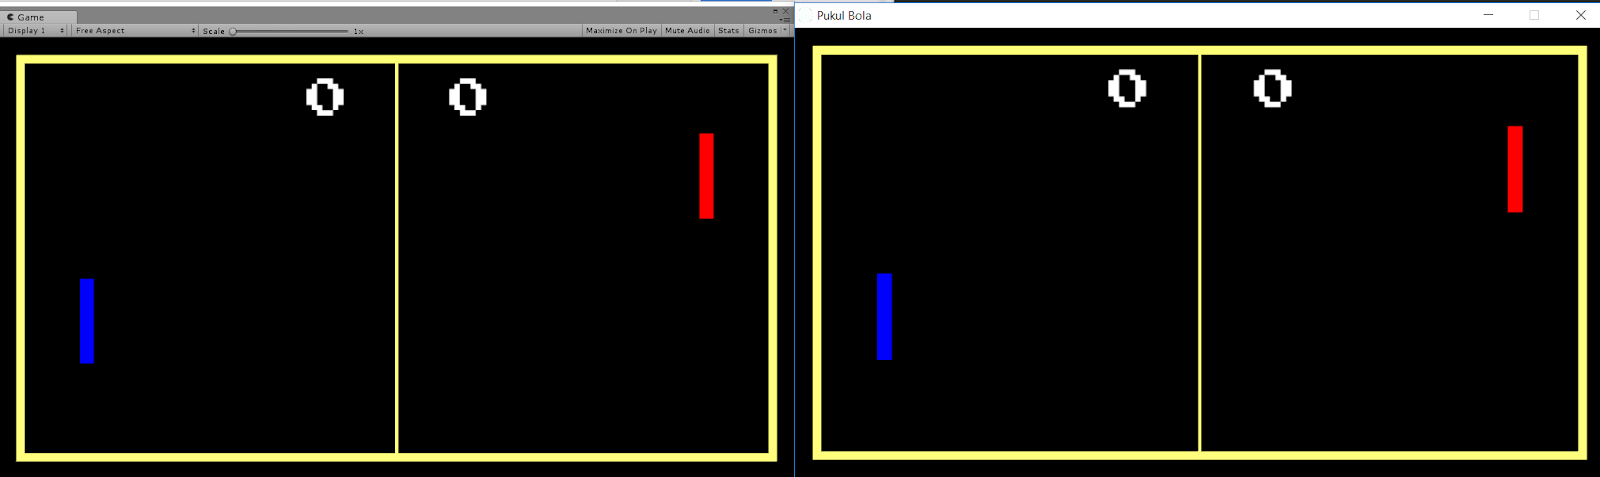 Game
Display 1 Free Aspect Scale 1x Maximize On Play Mute Audio Stats Gizmos
0 0
Pukul Bola
0 0